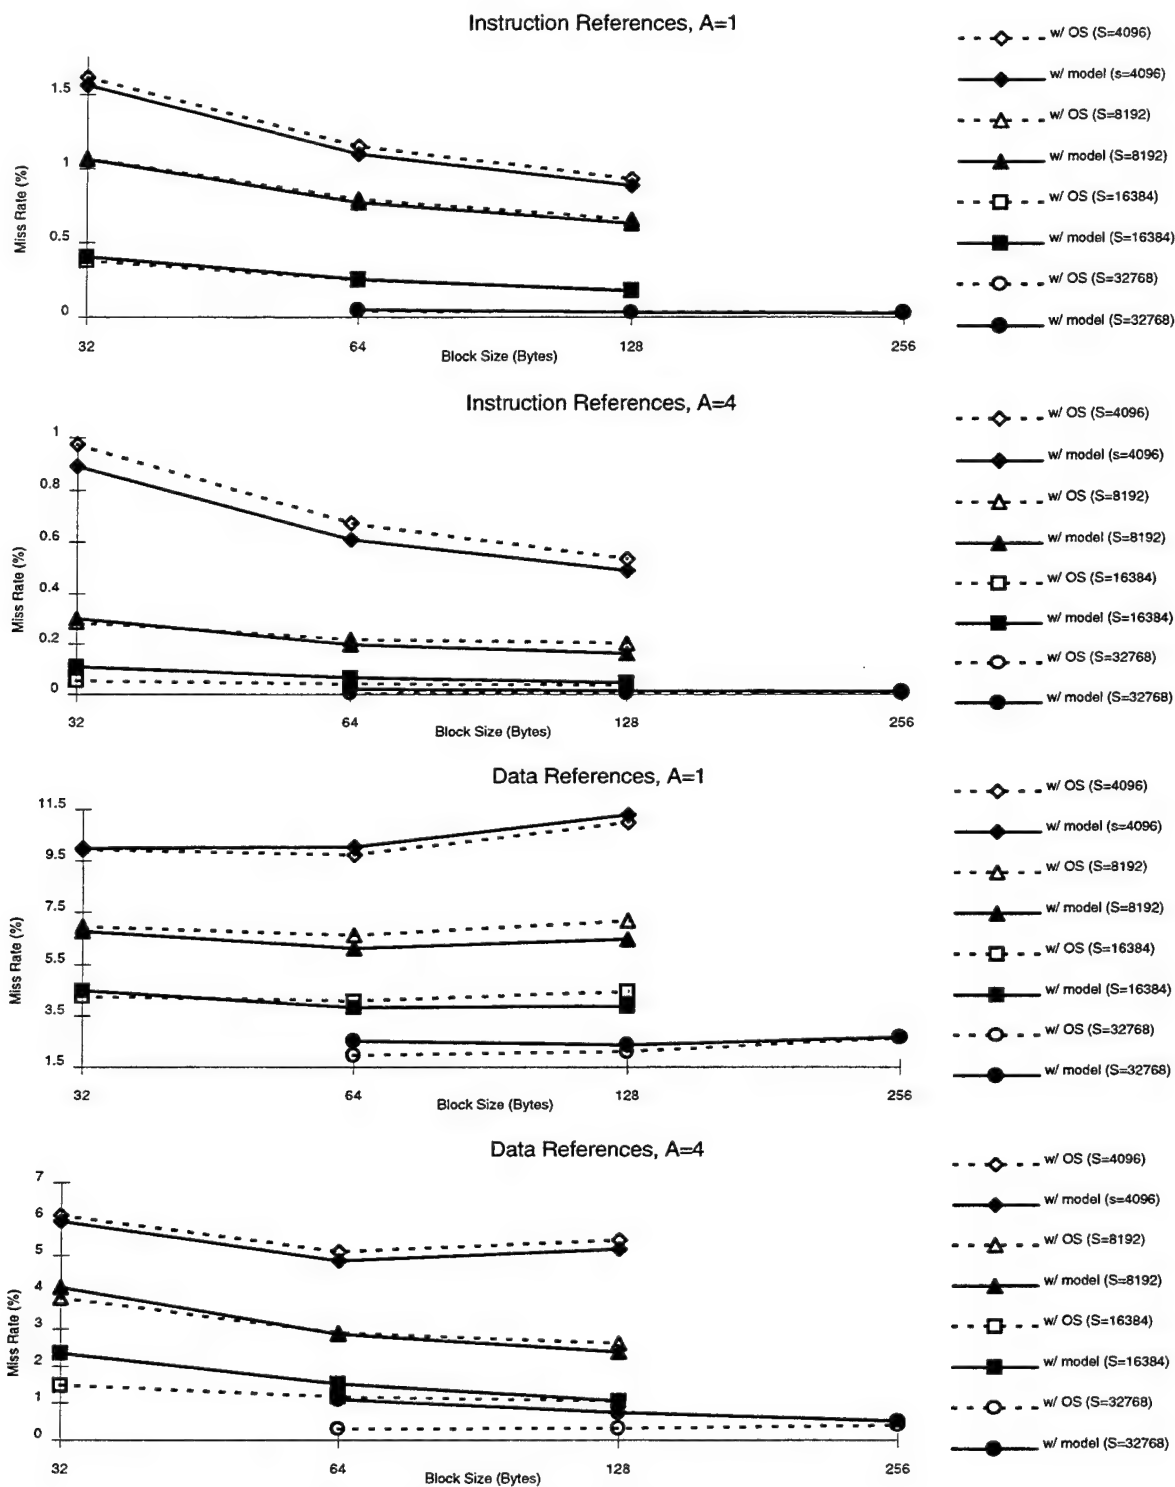 Instruction References, A=1
1.5
1
0.5
0
Miss Rate (%)
32
64
128
256
Block Size (Bytes)
w/ OS (S=4096)
w/ model (s=4096)
w/ OS (S=8192)
w/ model (S=8192)
w/ OS (S=16384)
w/ model (S=16384)
w/ OS (S=32768)
w/ model (S=32768)
Instruction References, A=4
1
0.8
0.6
0.4
0.2
0
Miss Rate (%)
32
64
128
256
Block Size (Bytes)
w/ OS (S=4096)
w/ model (s=4096)
w/ OS (S=8192)
w/ model (S=8192)
w/ OS (S=16384)
w/ model (S=16384)
w/ OS (S=32768)
w/ model (S=32768)
Data References, A=1
11.5
9.5
7.5
5.5
3.5
1.5
Miss Rate (%)
32
64
128
256
Block Size (Bytes)
w/ OS (S=4096)
w/ model (s=4096)
w/ OS (S=8192)
w/ model (S=8192)
w/ OS (S=16384)
w/ model (S=16384)
w/ OS (S=32768)
w/ model (S=32768)
Data References, A=4
7
6
5
4
3
2
1
0
Miss Rate (%)
32
64
128
256
Block Size (Bytes)
w/ OS (S=4096)
w/ model (s=4096)
w/ OS (S=8192)
w/ model (S=8192)
w/ OS (S=16384)
w/ model (S=16384)
w/ OS (S=32768)
w/ model (S=32768)